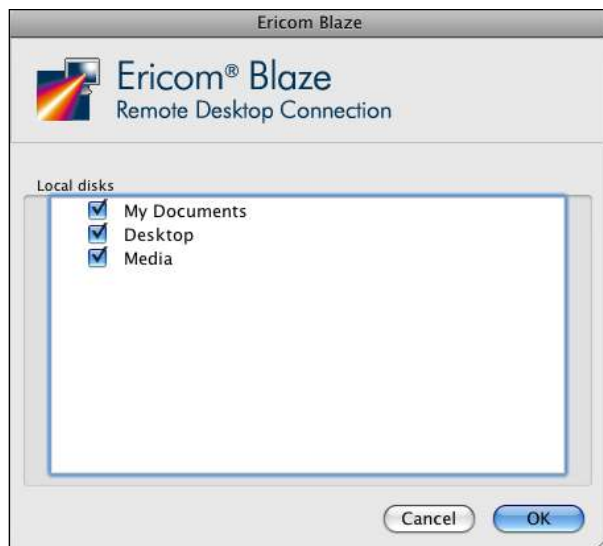 Ericom Blaze
Ericom® Blaze
Remote Desktop Connection
Local disks
My Documents
Desktop
Media
Cancel
OK